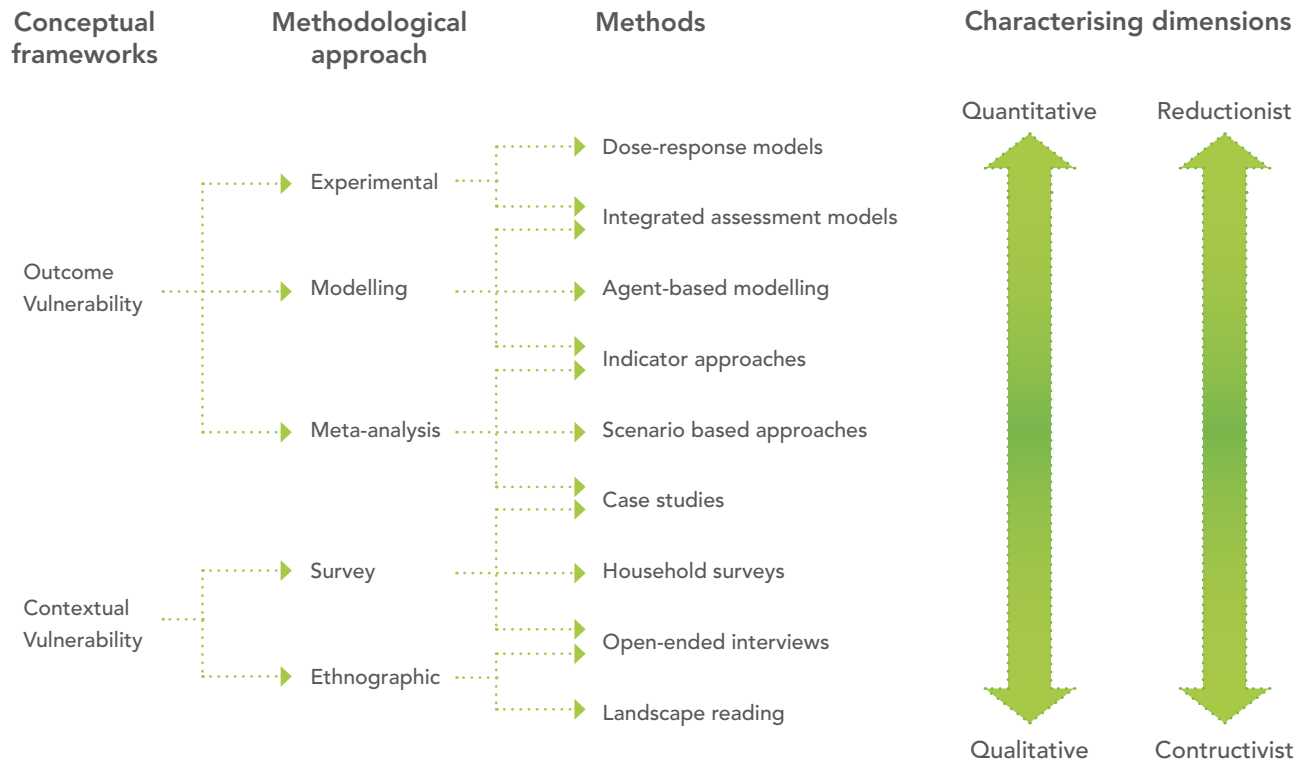 Conceptual
frameworks
Methodological
approach
Methods
Characterising dimensions
Quantitative
Reductionist
Dose-response models
Experimental
Integrated assessment models
Outcome
Vulnerability
Modelling
Agent-based modelling
Indicator approaches
Meta-analysis
Scenario based approaches
Case studies
Survey
Household surveys
Contextual
Vulnerability
Open-ended interviews
Ethnographic
Landscape reading
Qualitative
Contructivist